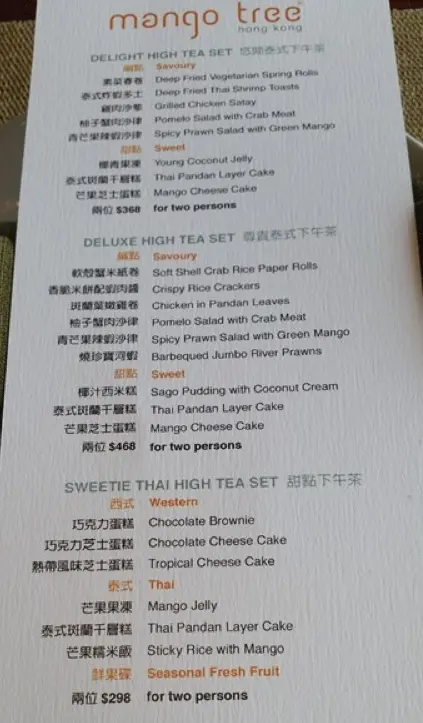 mango tree
hong kong
DELIGHT HIGH TEA SET 悠閒泰式下午茶
鹹點 Savoury
素菜春卷 Deep Fried Vegetarian Spring Rolls
泰式炸蝦多士 Deep Fried Thai Shrimp Toasts
雞肉沙爹 Grilled Chicken Satay
柚子蟹肉沙律 Pomelo Salad with Crab Meat
青芒果辣蝦沙律 Spicy Prawn Salad with Green Mango
甜點 Sweet
椰青果凍 Young Coconut Jelly
泰式斑蘭千層糕 Thai Pandan Layer Cake
芒果芝士蛋糕 Mango Cheese Cake
兩位 $368 for two persons
DELUXE HIGH TEA SET 尊貴泰式下午茶
鹹點 Savoury
軟殼蟹米紙卷 Soft Shell Crab Rice Paper Rolls
香脆米餅配蝦肉醬 Crispy Rice Crackers
斑蘭葉嫩雞卷 Chicken in Pandan Leaves
柚子蟹肉沙律 Pomelo Salad with Crab Meat
青芒果辣蝦沙律 Spicy Prawn Salad with Green Mango
燒珍寶河蝦 Barbequed Jumbo River Prawns
甜點 Sweet
椰汁西米糕 Sago Pudding with Coconut Cream
泰式斑蘭千層糕 Thai Pandan Layer Cake
芒果芝士蛋糕 Mango Cheese Cake
兩位 $468 for two persons
SWEETIE THAI HIGH TEA SET 甜點下午茶
西式 Western
巧克力蛋糕 Chocolate Brownie
巧克力芝士蛋糕 Chocolate Cheese Cake
熱帶風味芝士蛋糕 Tropical Cheese Cake
泰式 Thai
芒果果凍 Mango Jelly
泰式斑蘭千層糕 Thai Pandan Layer Cake
芒果糯米飯 Sticky Rice with Mango
鮮果碟 Seasonal Fresh Fruit
兩位 $298 for two persons